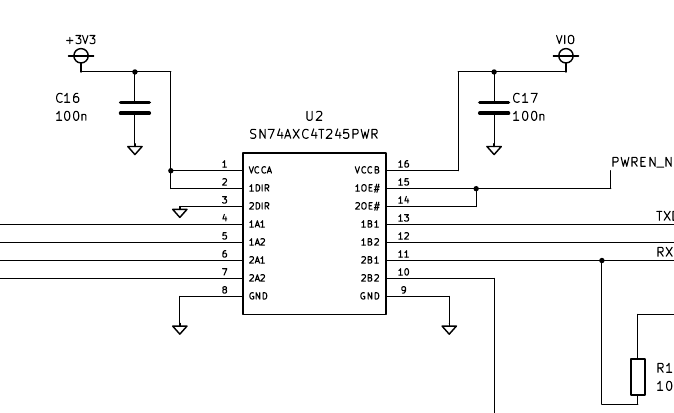 +3V3
VIO
C16
100n
C17
100n
U2
SN74AXC4T245PWR
1 VCCA VCCB 16
2 1DIR 1OE# 15
3 2DIR 2OE# 14
4 1A1 1B1 13
5 1A2 1B2 12
6 2A1 2B1 11
7 2A2 2B2 10
8 GND GND 9
PWREN_N
RX